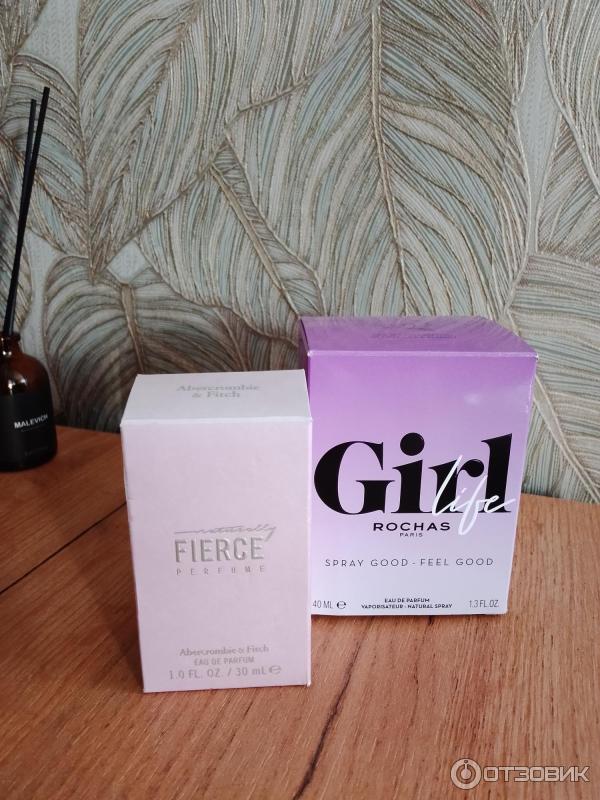 MALEVICH
Abercrombie
& Fitch
naturally
FIERCE
PERFUME
Abercrombie & Fitch
EAU DE PARFUM
1.0 FL. OZ. / 30 mL ℮
Girl
life
ROCHAS
PARIS
SPRAY GOOD - FEEL GOOD
EAU DE PARFUM
40 ML ℮ VAPORISATEUR - NATURAL SPRAY 1.3 FL.OZ.
ОТЗОВИК